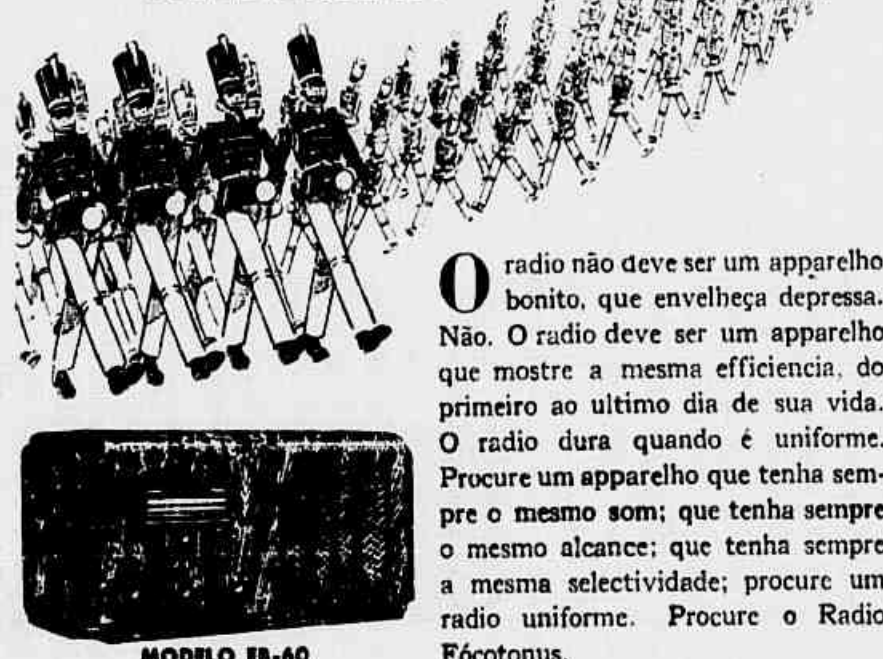 O radio não deve ser um apparelho
bonito, que envelheça depressa.
Não. O radio deve ser um apparelho
que mostre a mesma efficiencia, do
primeiro ao ultimo dia de sua vida.
O radio dura quando é uniforme.
Procure um apparelho que tenha sem-
pre o mesmo som; que tenha sempre
o mesmo alcance; que tenha sempre
a mesma selectividade; procure um
radio uniforme. Procure o Radio
Fócotonus.
MODELO FR-60